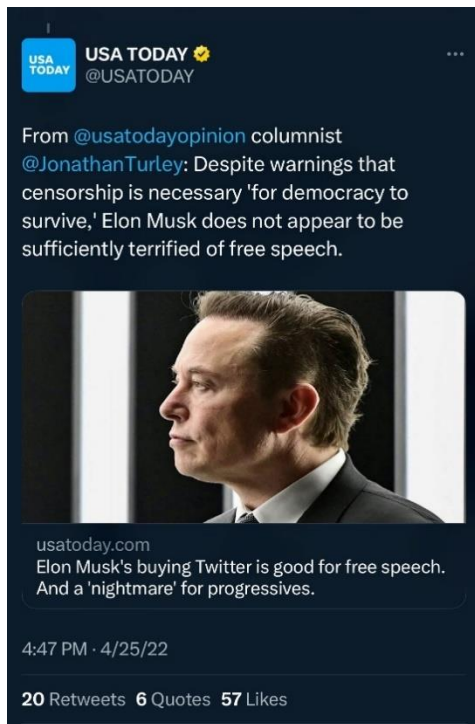 USA
TODAY
USA TODAY
@USATODAY
From @usatodayopinion columnist
@JonathanTurley: Despite warnings that
censorship is necessary 'for democracy to
survive,' Elon Musk does not appear to be
sufficiently terrified of free speech.
usatoday.com
Elon Musk's buying Twitter is good for free speech.
And a 'nightmare' for progressives.
4:47 PM · 4/25/22
20 Retweets 6 Quotes 57 Likes